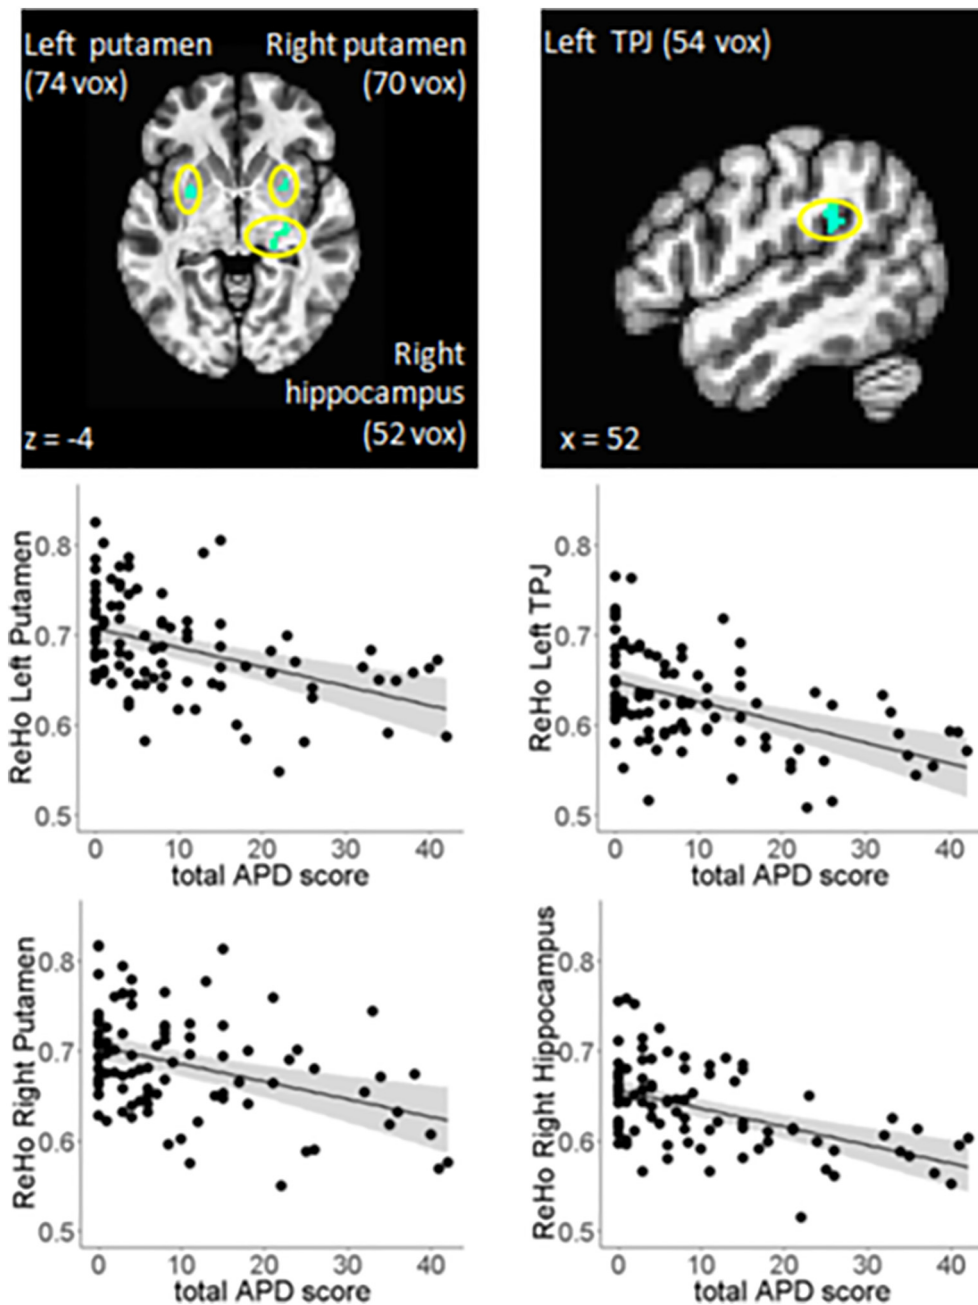 Left putamen
(74 vox)
Right putamen
(70 vox)
Right
hippocampus
(52 vox)
z = -4
Left TPJ (54 vox)
x = 52
ReHo Left Putamen
0.8
0.7
0.6
0.5
0 10 20 30 40
total APD score
ReHo Left TPJ
0.8
0.7
0.6
0.5
0 10 20 30 40
total APD score
ReHo Right Putamen
0.8
0.7
0.6
0.5
0 10 20 30 40
total APD score
ReHo Right Hippocampus
0.8
0.7
0.6
0.5
0 10 20 30 40
total APD score